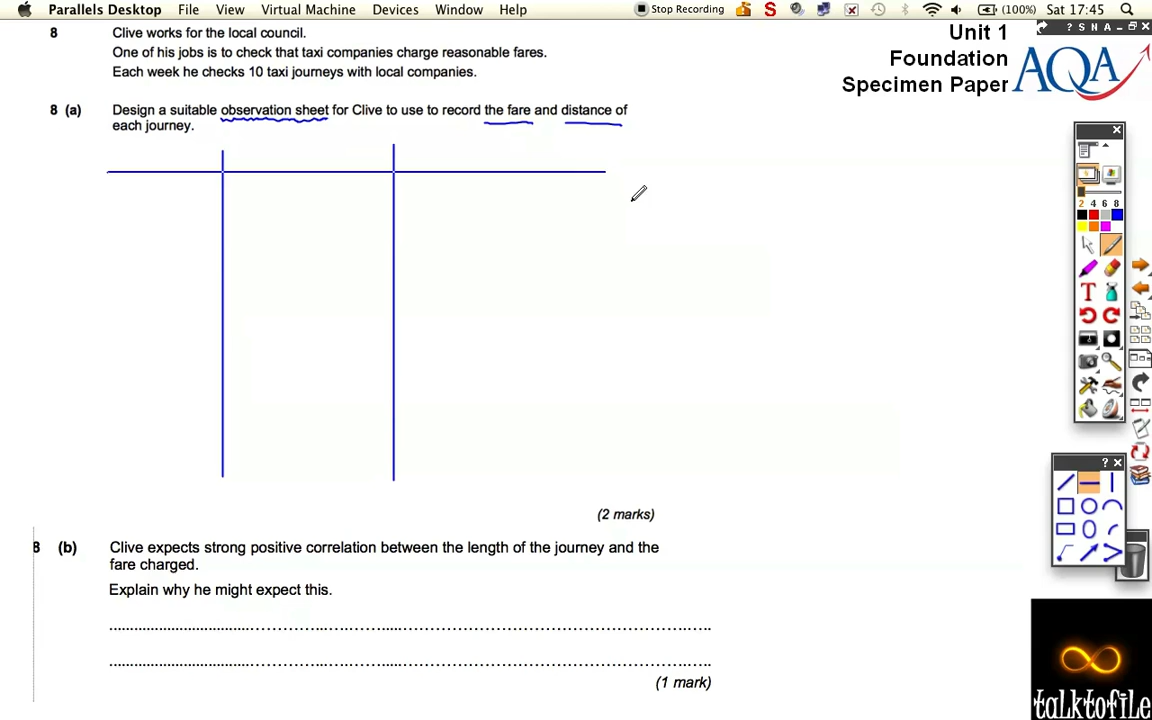 Parallels Desktop File View Virtual Machine Devices Window Help Stop Recording S (100%) Sat 17:45
8 Clive works for the local council.
One of his jobs is to check that taxi companies charge reasonable fares.
Each week he checks 10 taxi journeys with local companies.
Unit 1
Foundation
Specimen Paper
AQA
? S N A
8 (a) Design a suitable observation sheet for Clive to use to record the fare and distance of
each journey.
2 4 6 8
T
(2 marks)
8 (b) Clive expects strong positive correlation between the length of the journey and the
fare charged.
Explain why he might expect this.
(1 mark)
talktofile